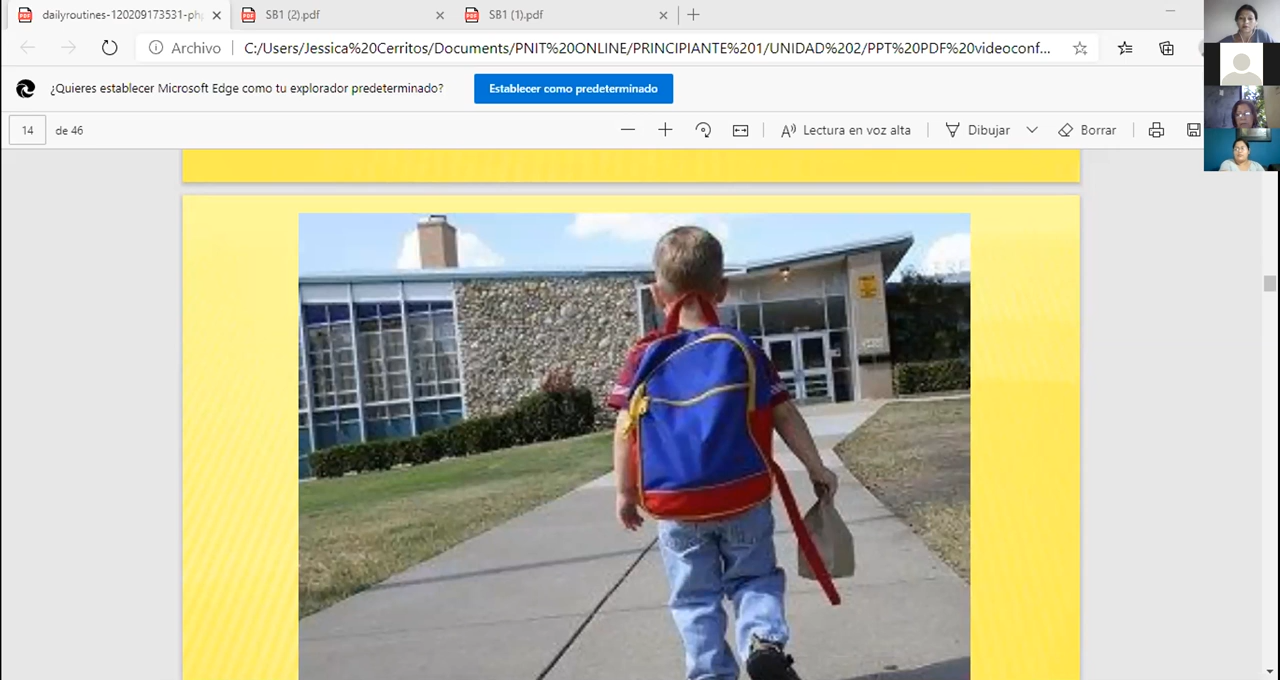 dailyroutines-120209173531-php
SB1 (2).pdf
SB1 (1).pdf
Archivo
C:/Users/Jessica%20Cerritos/Documents/PNIT%20ONLINE/PRINCIPIANTE%201/UNIDAD%202/PPT%20PDF%20videoconf...
¿Quieres establecer Microsoft Edge como tu explorador predeterminado?
Establecer como predeterminado
14 de 46
Lectura en voz alta
Dibujar
Borrar